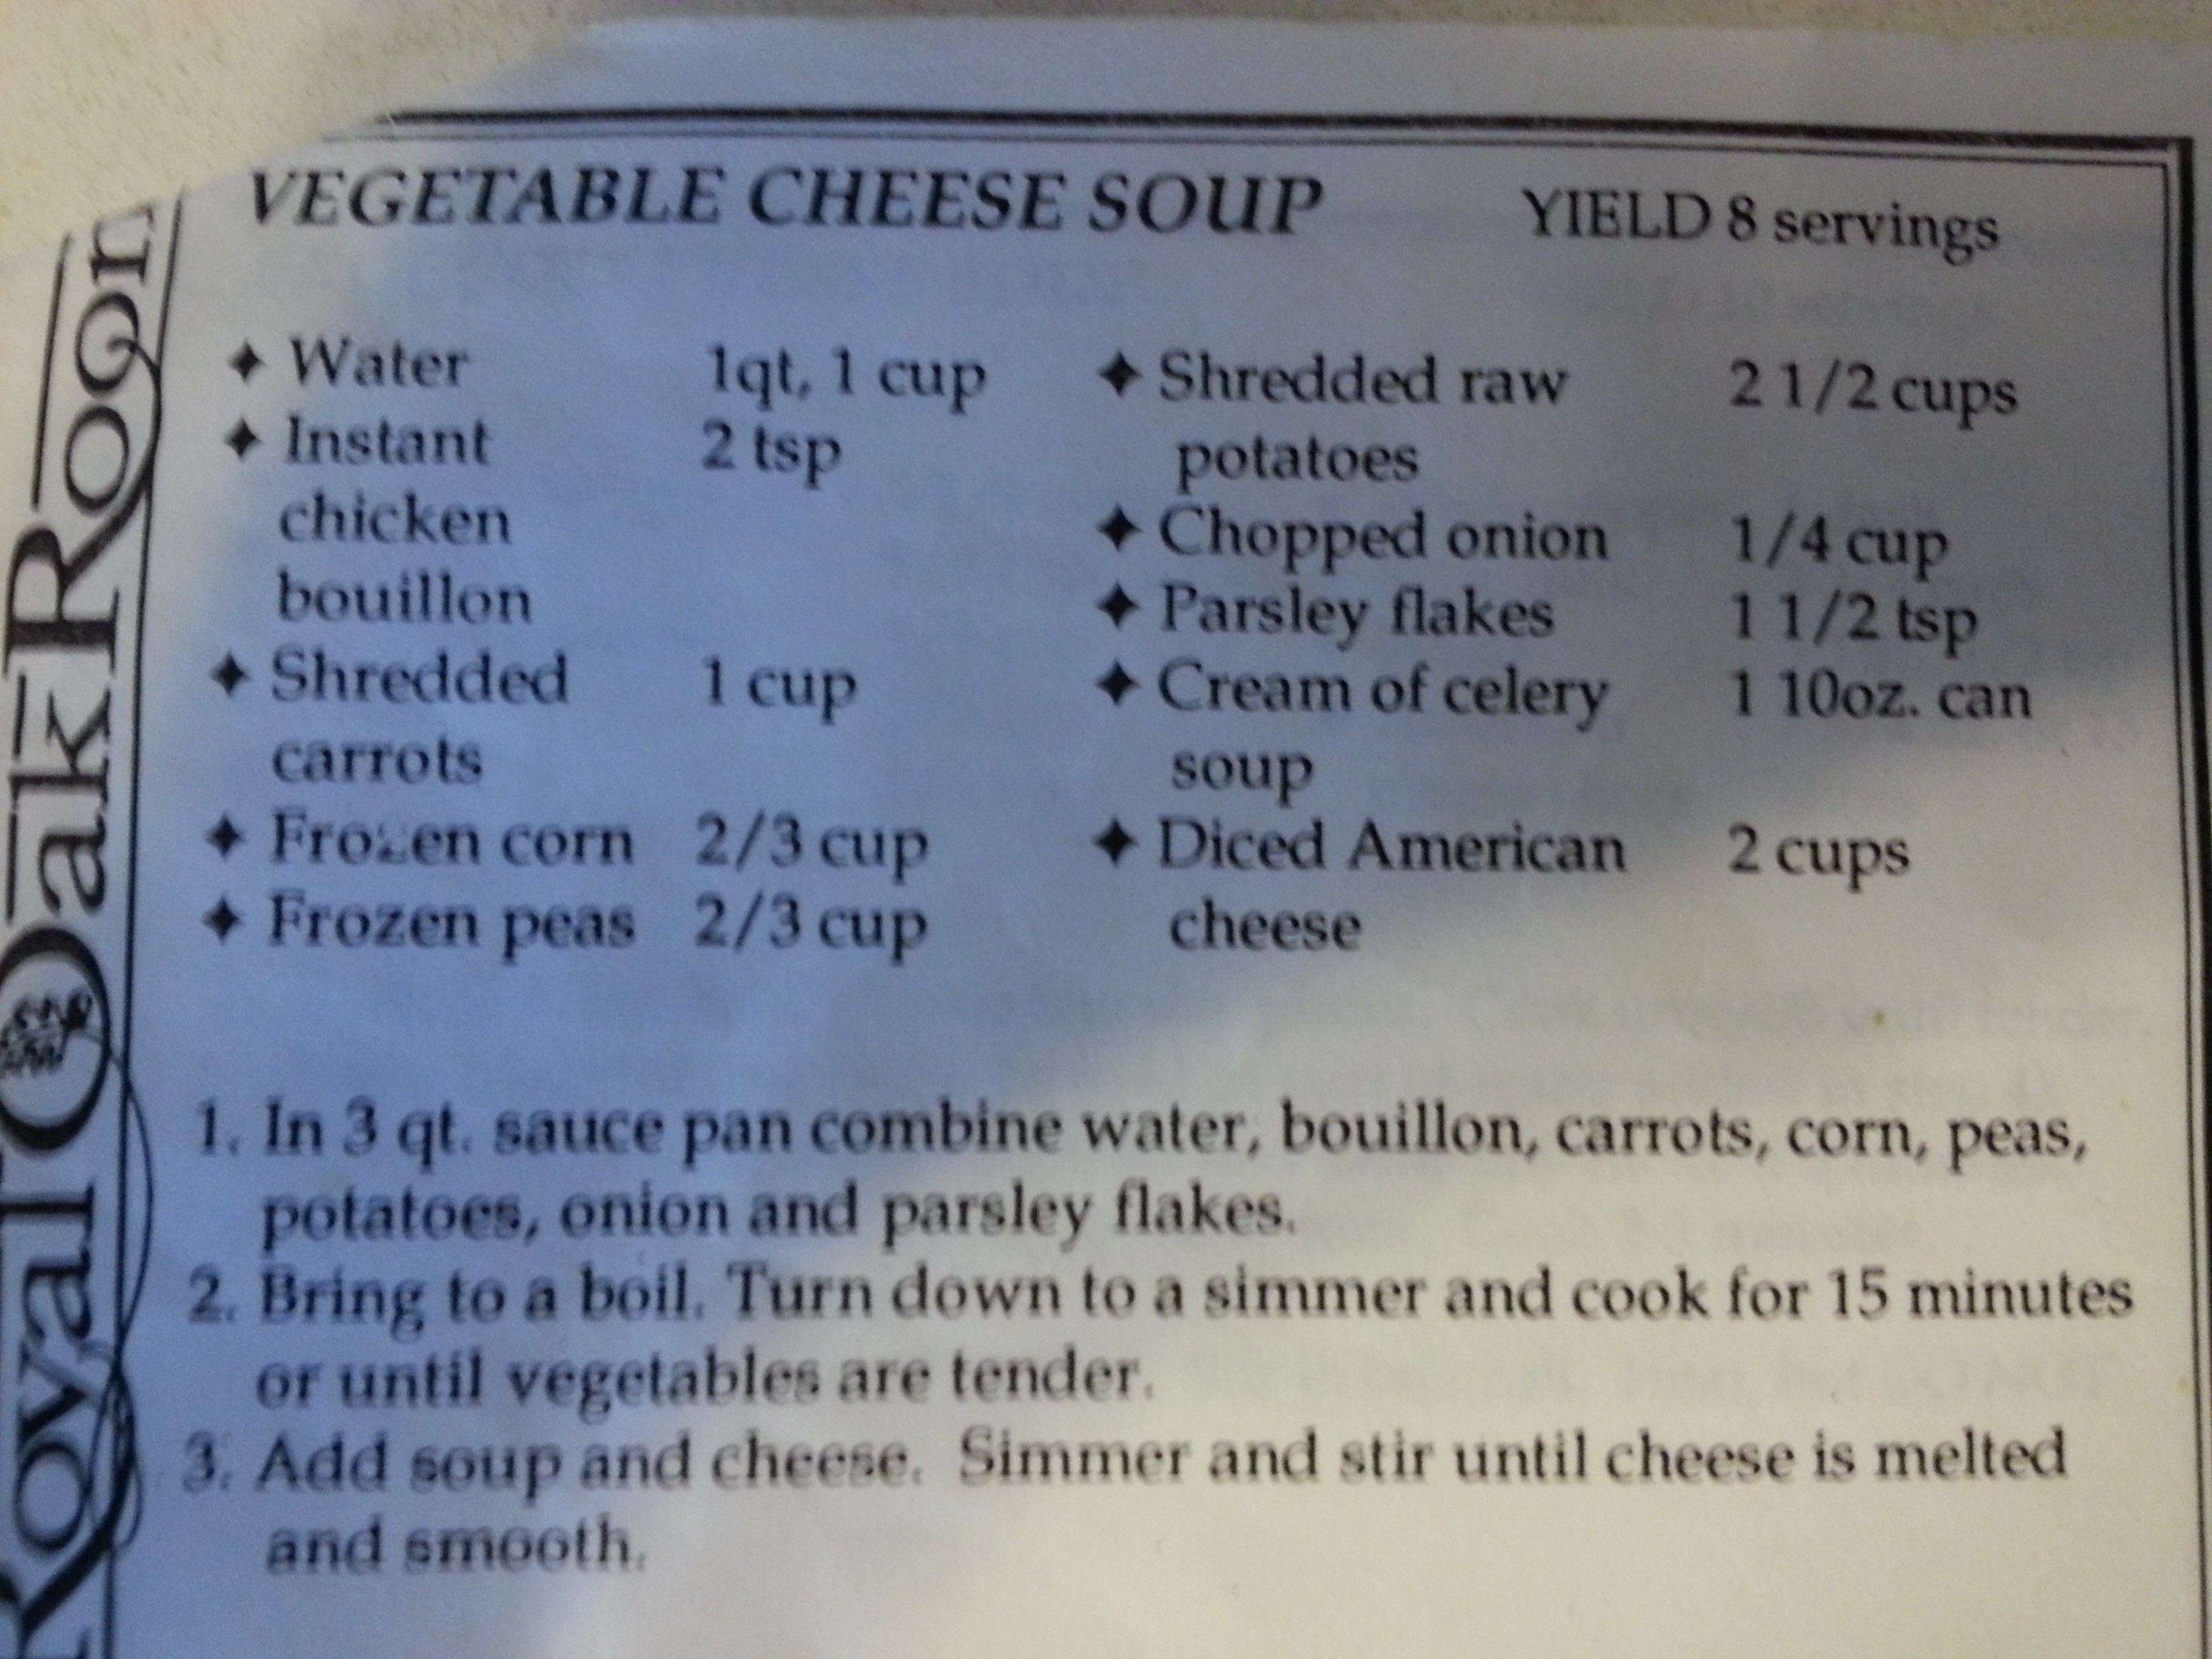 Royal Oak Room
VEGETABLE CHEESE SOUP YIELD 8 servings
✦ Water 1qt, 1 cup
✦ Instant 2 tsp
chicken
bouillon
✦ Shredded 1 cup
carrots
✦ Frozen corn 2/3 cup
✦ Frozen peas 2/3 cup
✦ Shredded raw 2 1/2 cups
potatoes
✦ Chopped onion 1/4 cup
✦ Parsley flakes 1 1/2 tsp
✦ Cream of celery 1 10oz. can
soup
✦ Diced American 2 cups
cheese
1. In 3 qt. sauce pan combine water, bouillon, carrots, corn, peas,
potatoes, onion and parsley flakes.
2. Bring to a boil. Turn down to a simmer and cook for 15 minutes
or until vegetables are tender.
3. Add soup and cheese. Simmer and stir until cheese is melted
and smooth.